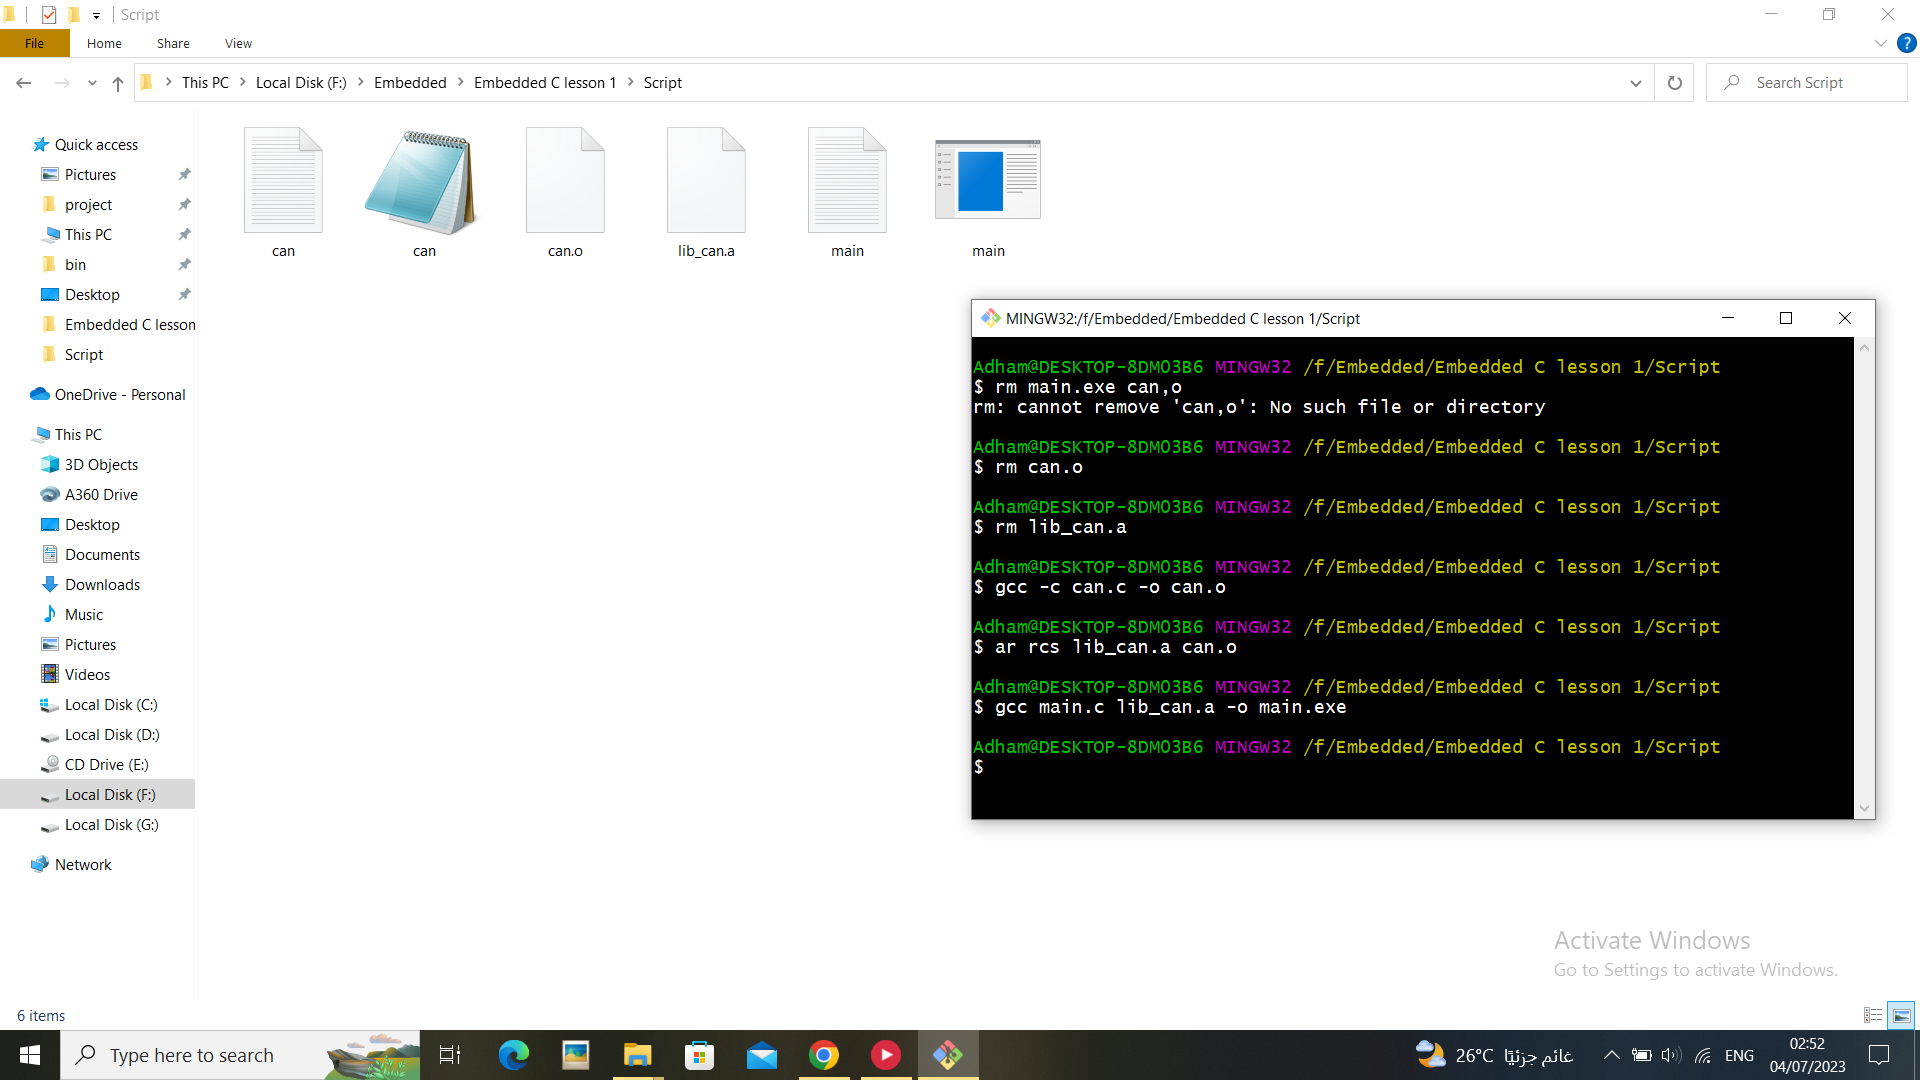 Script
File
Home
Share
View
This PC
Local Disk (F:)
Embedded
Embedded C lesson 1
Script
Search Script
Quick access
Pictures
project
This PC
bin
Desktop
Embedded C lesson
Script
OneDrive - Personal
This PC
3D Objects
A360 Drive
Desktop
Documents
Downloads
Music
Pictures
Videos
Local Disk (C:)
Local Disk (D:)
CD Drive (E:)
Local Disk (F:)
Local Disk (G:)
Network
can
can
can.o
lib_can.a
main
main
MINGW32:/f/Embedded/Embedded C lesson 1/Script
Adham@DESKTOP-8DMO3B6 MINGW32 /f/Embedded/Embedded C lesson 1/Script
$ rm main.exe can,o
rm: cannot remove 'can,o': No such file or directory
Adham@DESKTOP-8DMO3B6 MINGW32 /f/Embedded/Embedded C lesson 1/Script
$ rm can.o
Adham@DESKTOP-8DMO3B6 MINGW32 /f/Embedded/Embedded C lesson 1/Script
$ rm lib_can.a
Adham@DESKTOP-8DMO3B6 MINGW32 /f/Embedded/Embedded C lesson 1/Script
$ gcc -c can.c -o can.o
Adham@DESKTOP-8DMO3B6 MINGW32 /f/Embedded/Embedded C lesson 1/Script
$ ar rcs lib_can.a can.o
Adham@DESKTOP-8DMO3B6 MINGW32 /f/Embedded/Embedded C lesson 1/Script
$ gcc main.c lib_can.a -o main.exe
Adham@DESKTOP-8DMO3B6 MINGW32 /f/Embedded/Embedded C lesson 1/Script
$
Activate Windows
Go to Settings to activate Windows.
6 items
Type here to search
26°C غائم جزئيًا
ENG
02:52
04/07/2023